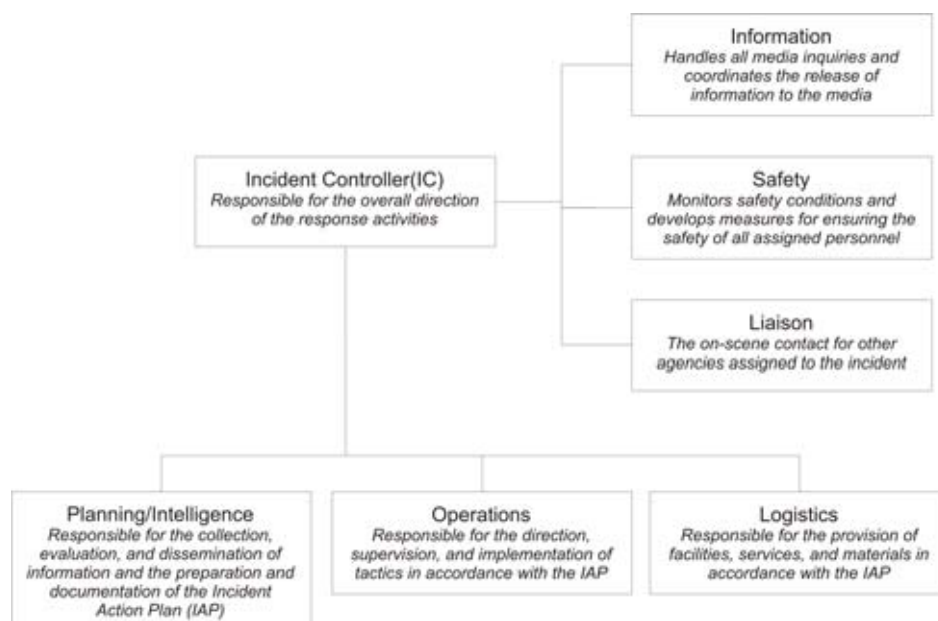 Information
Handles all media inquiries and
coordinates the release of
information to the media
Incident Controller(IC)
Responsible for the overall direction
of the response activities
Safety
Monitors safety conditions and
develops measures for ensuring the
safety of all assigned personnel
Liaison
The on-scene contact for other
agencies assigned to the incident
Planning/Intelligence
Responsible for the collection,
evaluation, and dissemination of
information and the preparation and
documentation of the Incident
Action Plan (IAP)
Operations
Responsible for the direction,
supervision, and implementation of
tactics in accordance with the IAP
Logistics
Responsible for the provision of
facilities, services, and materials in
accordance with the IAP